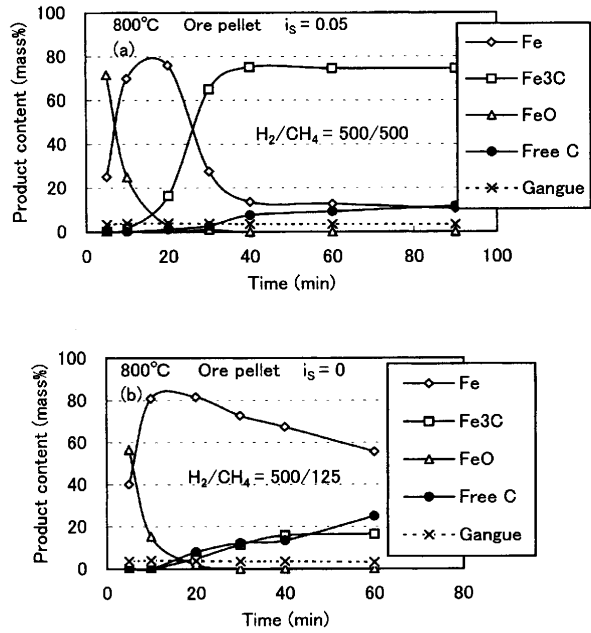 800℃ Ore pellet iS = 0.05
(a)
H2/CH4 = 500/500
Product content (mass%)
100
80
60
40
20
0
0 20 40 60 80 100
Time (min)
Fe
Fe3C
FeO
Free C
Gangue
800℃ Ore pellet iS = 0
(b)
H2/CH4 = 500/125
Product content (mass%)
100
80
60
40
20
0
0 20 40 60 80
Time (min)
Fe
Fe3C
FeO
Free C
Gangue